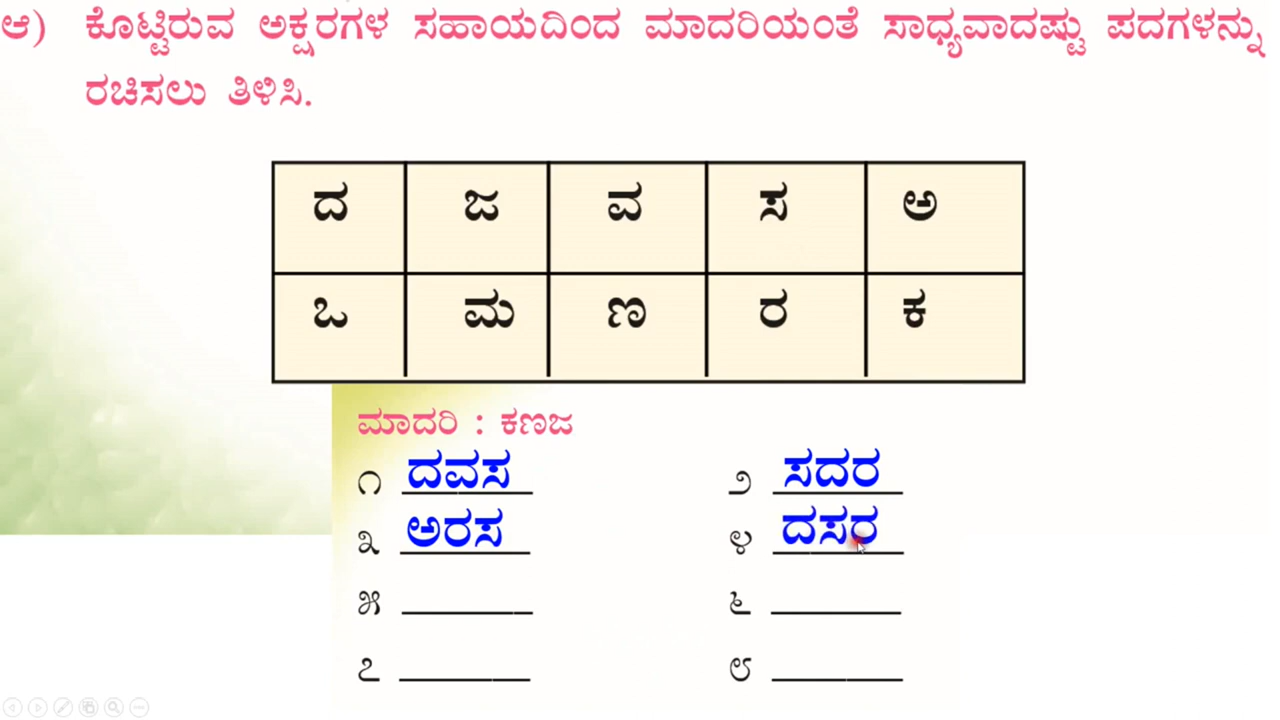 ಆ) ಕೊಟ್ಟಿರುವ ಅಕ್ಷರಗಳ ಸಹಾಯದಿಂದ ಮಾದರಿಯಂತೆ ಸಾಧ್ಯವಾದಷ್ಟು ಪದಗಳನ್ನು
ರಚಿಸಲು ತಿಳಿಸಿ.
ದ ಜ ವ ಸ ಅ
ಒ ಮ ಣ ರ ಕ
ಮಾದರಿ : ಕಣಜ
೧ ದವಸ ೨ ಸದರ
೩ ಅರಸ ೪ ದಸರ
೫ ೬
೭ ೮